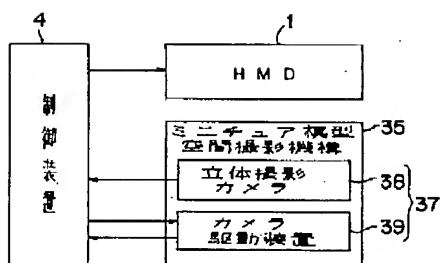 4
制御装置
1
HMD
ミニチュア模型
空間撮影機構
35
立体撮影
カメラ
38
37
カメラ
駆動装置
39